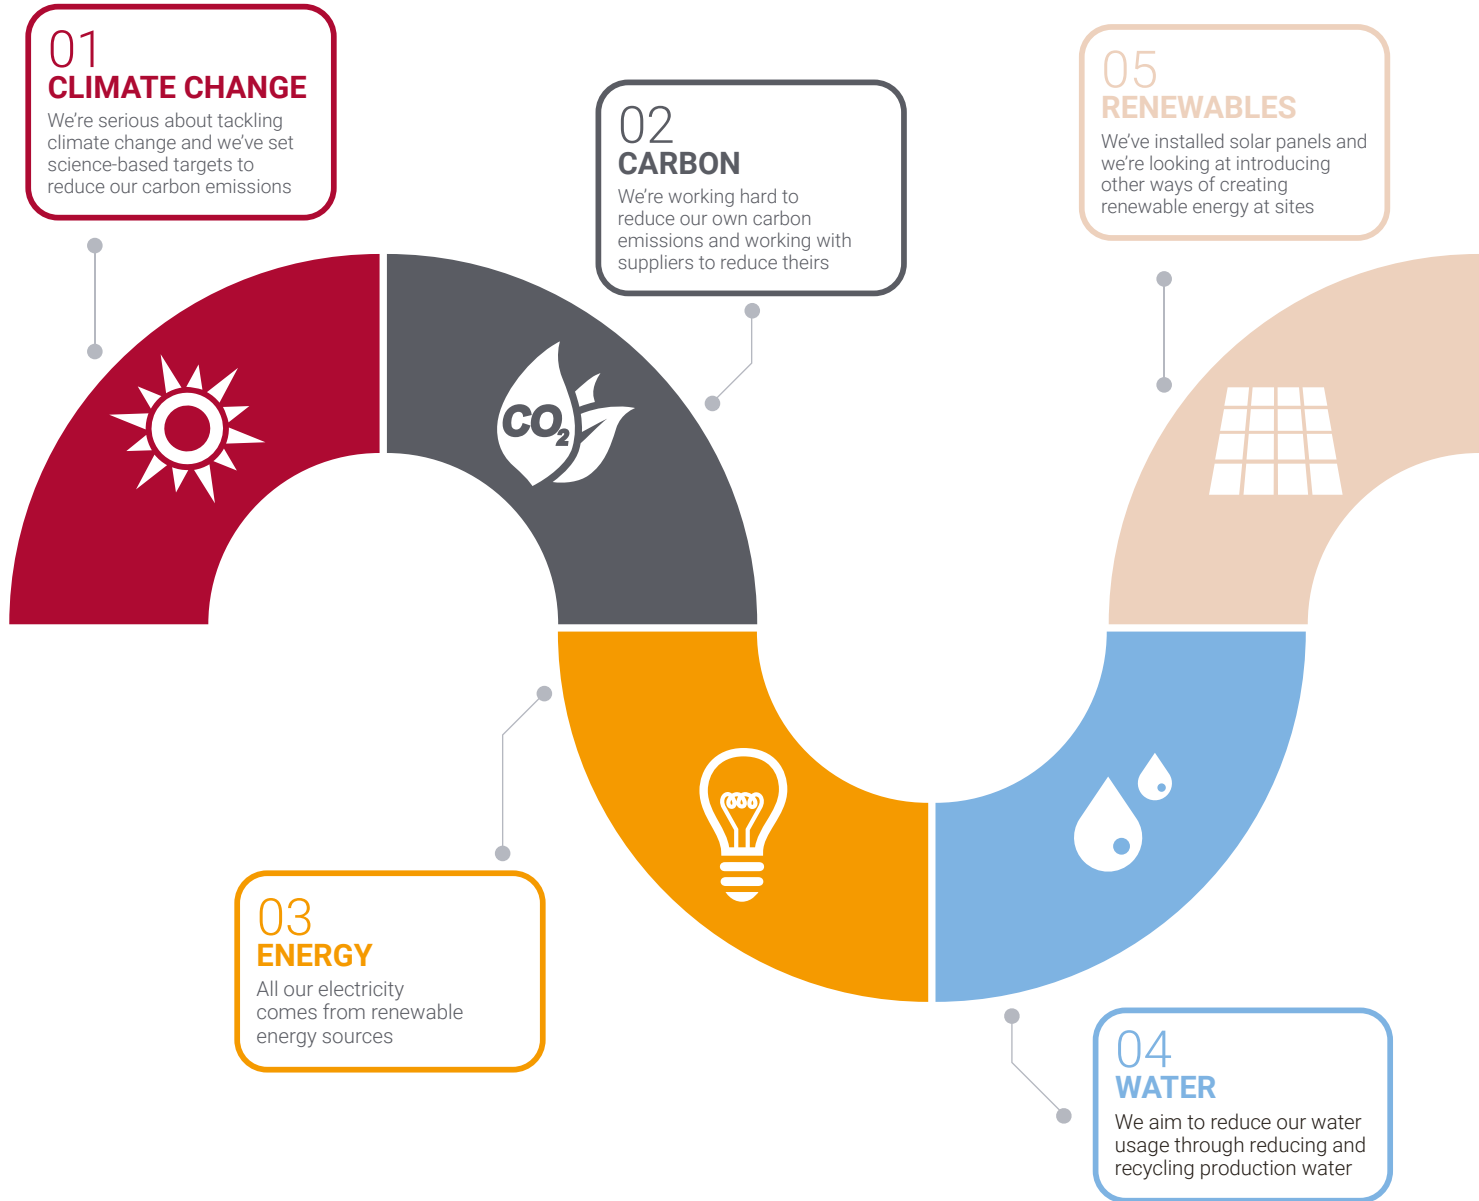 01
CLIMATE CHANGE
We’re serious about tackling
climate change and we’ve set
science-based targets to
reduce our carbon emissions
02
CARBON
We’re working hard to
reduce our own carbon
emissions and working with
suppliers to reduce theirs
CO2
03
ENERGY
All our electricity
comes from renewable
energy sources
04
WATER
We aim to reduce our water
usage through reducing and
recycling production water
05
RENEWABLES
We’ve installed solar panels and
we’re looking at introducing
other ways of creating
renewable energy at sites